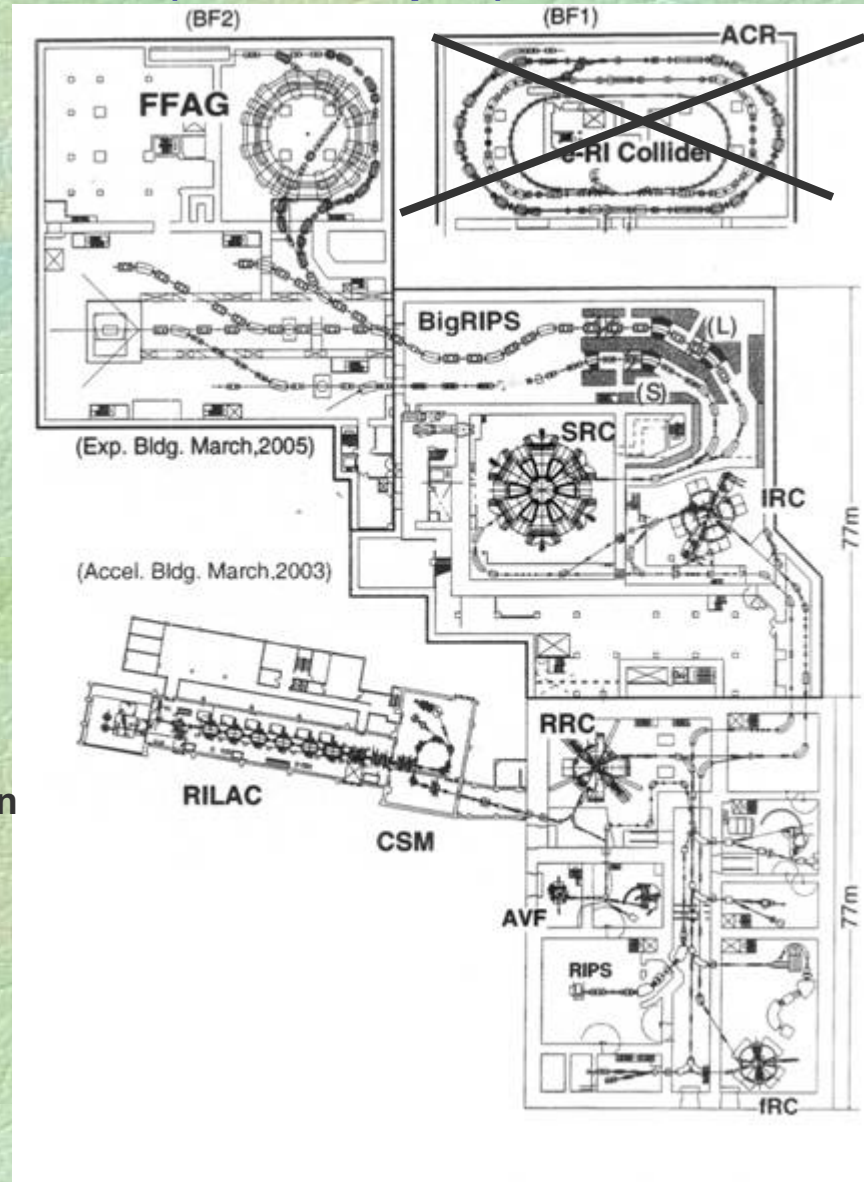 (BF2)
(BF1)
ACR
FFAG
e-RI Collider
BigRIPS
(L)
(S)
(Exp. Bldg. March,2005)
SRC
IRC
77m
(Accel. Bldg. March.2003)
RRC
RILAC
n
CSM
77m
AVF
RIPS
fRC